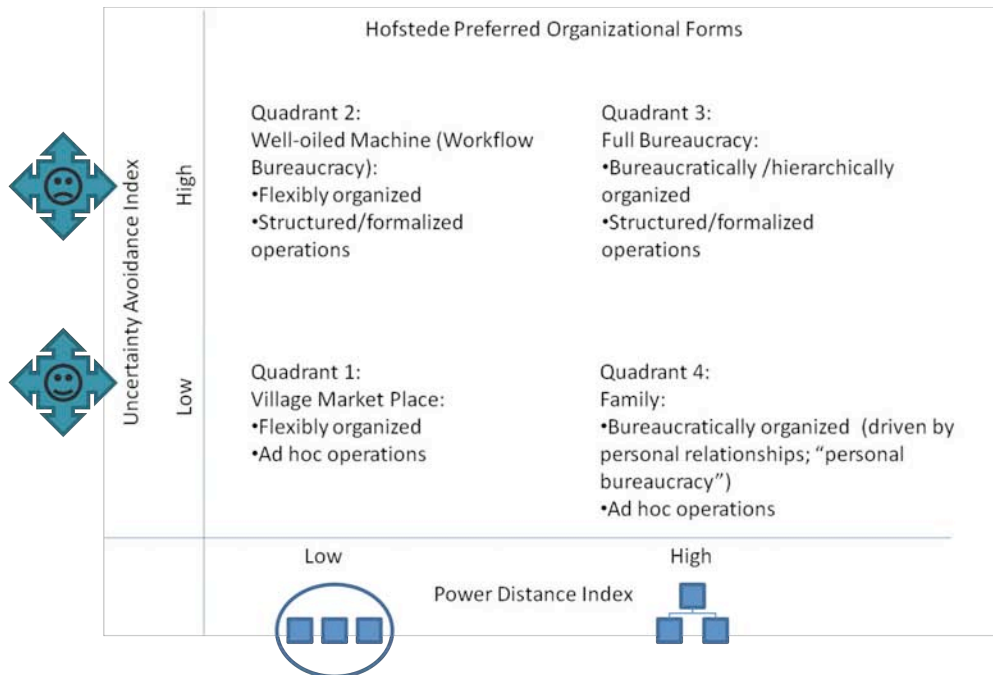 Hofstede Preferred Organizational Forms
Uncertainty Avoidance Index
High
Quadrant 2:
Well-oiled Machine (Workflow
Bureaucracy):
•Flexibly organized
•Structured/formalized
operations
Quadrant 3:
Full Bureaucracy:
•Bureaucratically /hierarchically
organized
•Structured/formalized
operations
Low
Quadrant 1:
Village Market Place:
•Flexibly organized
•Ad hoc operations
Quadrant 4:
Family:
•Bureaucratically organized (driven by
personal relationships; “personal
bureaucracy”)
•Ad hoc operations
Low
High
Power Distance Index